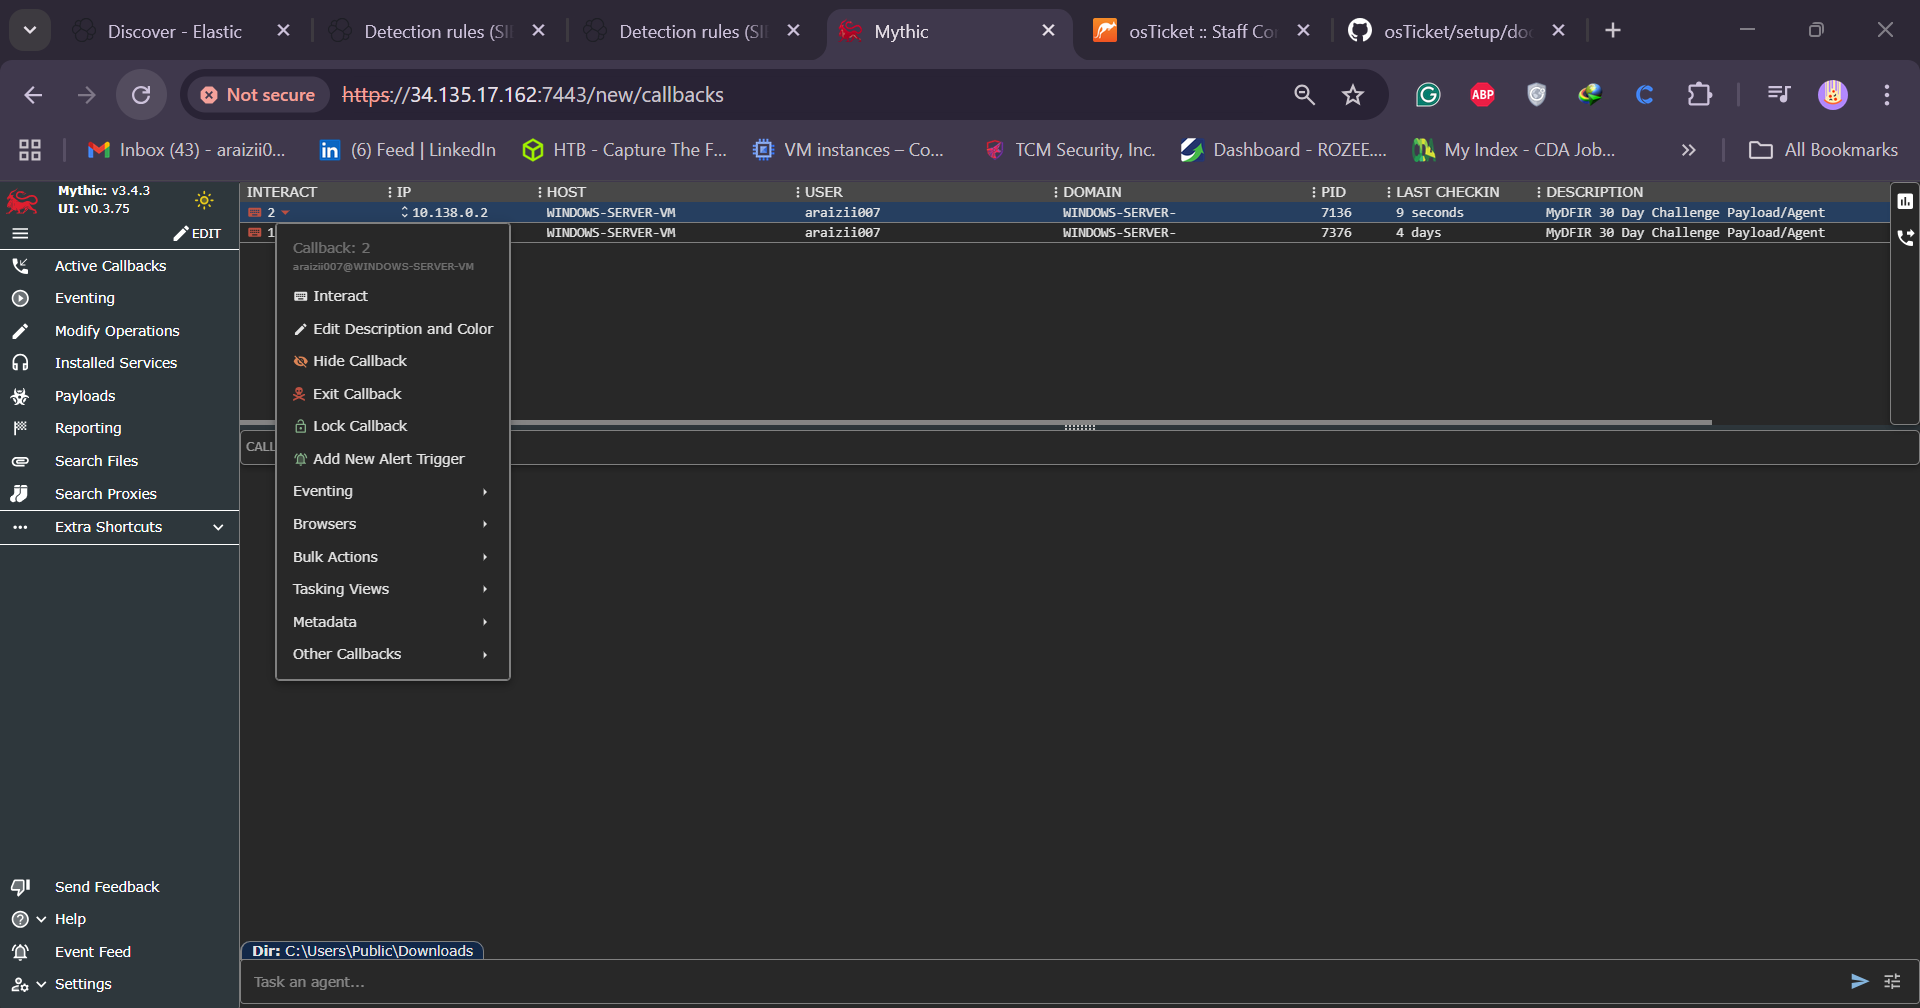 Discover - Elastic
Detection rules (SI
Detection rules (SI
Mythic
osTicket :: Staff Co
osTicket/setup/do
Not secure
https://34.135.17.162:7443/new/callbacks
ABP
Inbox (43) - araizii0...
(6) Feed | LinkedIn
HTB - Capture The F...
VM instances – Co...
TCM Security, Inc.
Dashboard - ROZEE....
My Index - CDA Job...
All Bookmarks
Mythic: v3.4.3
UI: v0.3.75
EDIT
Active Callbacks
Eventing
Modify Operations
Installed Services
Payloads
Reporting
Search Files
Search Proxies
Extra Shortcuts
Send Feedback
Help
Event Feed
Settings
INTERACT IP HOST USER DOMAIN PID LAST CHECKIN DESCRIPTION
2 10.138.0.2 WINDOWS-SERVER-VM araizii007 WINDOWS-SERVER- 7136 9 seconds MyDFIR 30 Day Challenge Payload/Agent
1 WINDOWS-SERVER-VM araizii007 WINDOWS-SERVER- 7376 4 days MyDFIR 30 Day Challenge Payload/Agent
Callback: 2
araizii007@WINDOWS-SERVER-VM
Interact
Edit Description and Color
Hide Callback
Exit Callback
Lock Callback
Add New Alert Trigger
Eventing
Browsers
Bulk Actions
Tasking Views
Metadata
Other Callbacks
CALL
Dir: C:\Users\Public\Downloads
Task an agent...